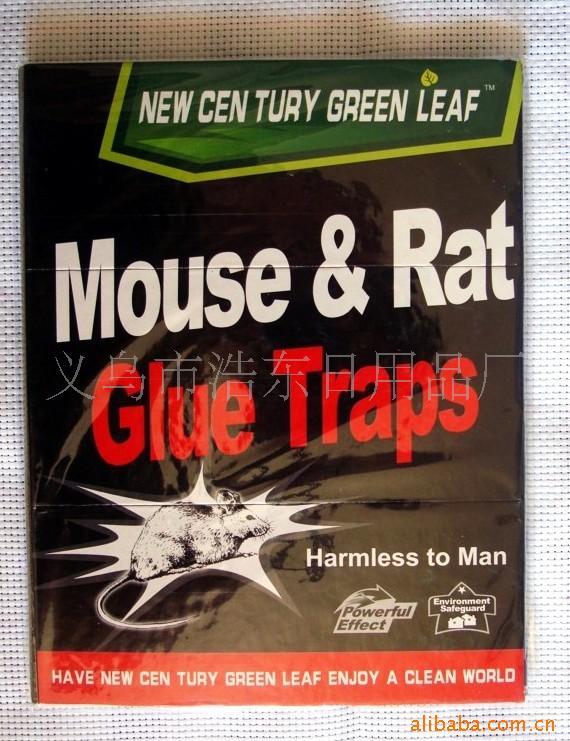 NEW CEN TURY GREEN LEAF™
Mouse & Rat
义乌市浩东日用品厂
Glue Traps
Harmless to Man
Powerful
Effect
Environment
Safeguard
HAVE NEW CEN TURY GREEN LEAF ENJOY A CLEAN WORLD
alibaba.com.cn